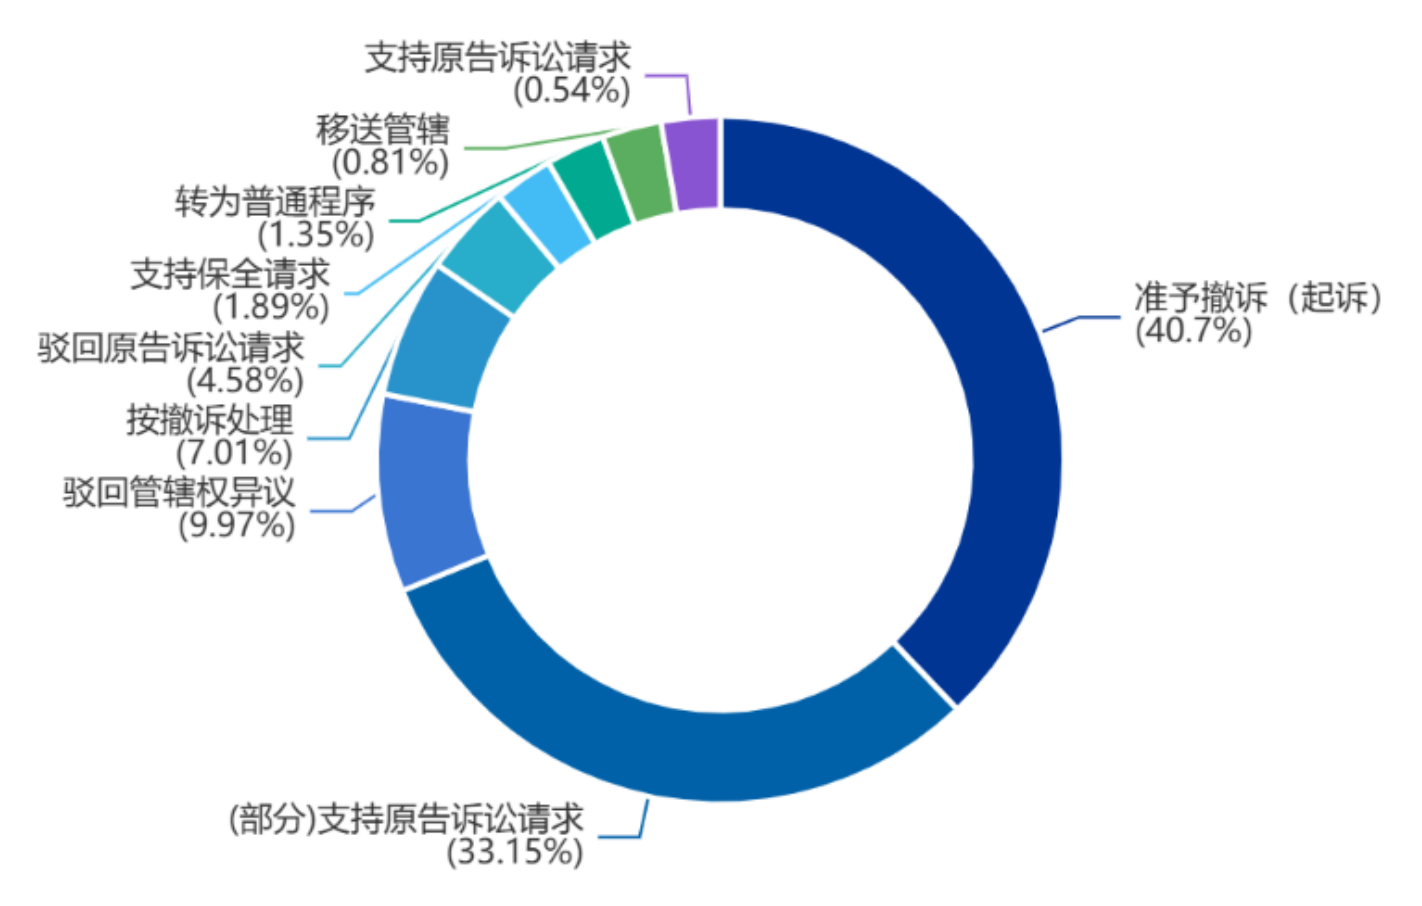 支持原告诉讼请求
(0.54%)
移送管辖
(0.81%)
转为普通程序
(1.35%)
支持保全请求
(1.89%)
驳回原告诉讼请求
(4.58%)
按撤诉处理
(7.01%)
驳回管辖权异议
(9.97%)
准予撤诉（起诉）
(40.7%)
(部分)支持原告诉讼请求
(33.15%)